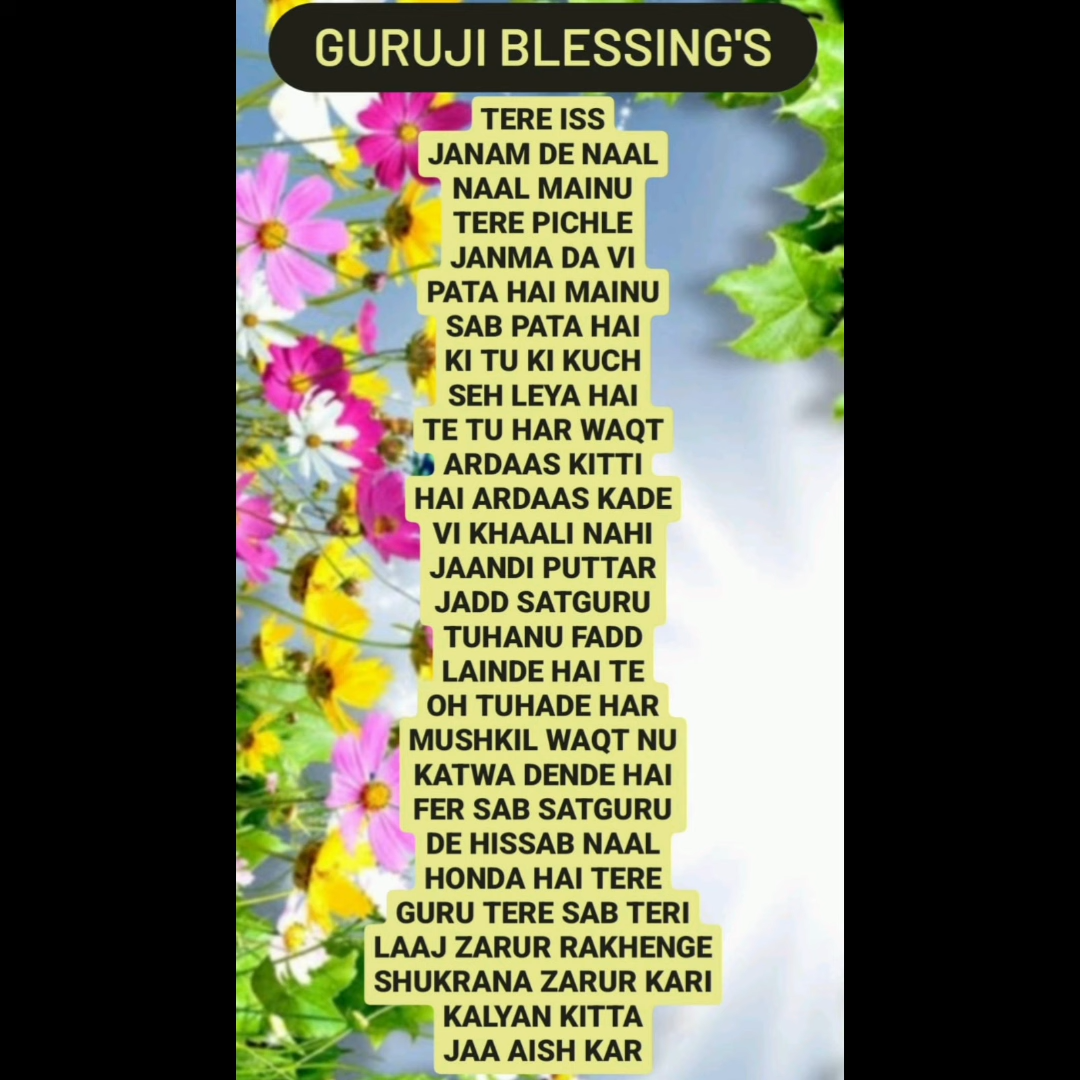 GURUJI BLESSING'S
TERE ISS
JANAM DE NAAL
NAAL MAINU
TERE PICHLE
JANMA DA VI
PATA HAI MAINU
SAB PATA HAI
KI TU KI KUCH
SEH LEYA HAI
TE TU HAR WAQT
ARDAAS KITTI
HAI ARDAAS KADE
VI KHAALI NAHI
JAANDI PUTTAR
JADD SATGURU
TUHANU FADD
LAINDE HAI TE
OH TUHADE HAR
MUSHKIL WAQT NU
KATWA DENDE HAI
FER SAB SATGURU
DE HISSAB NAAL
HONDA HAI TERE
GURU TERE SAB TERI
LAAJ ZARUR RAKHENGE
SHUKRANA ZARUR KARI
KALYAN KITTA
JAA AISH KAR